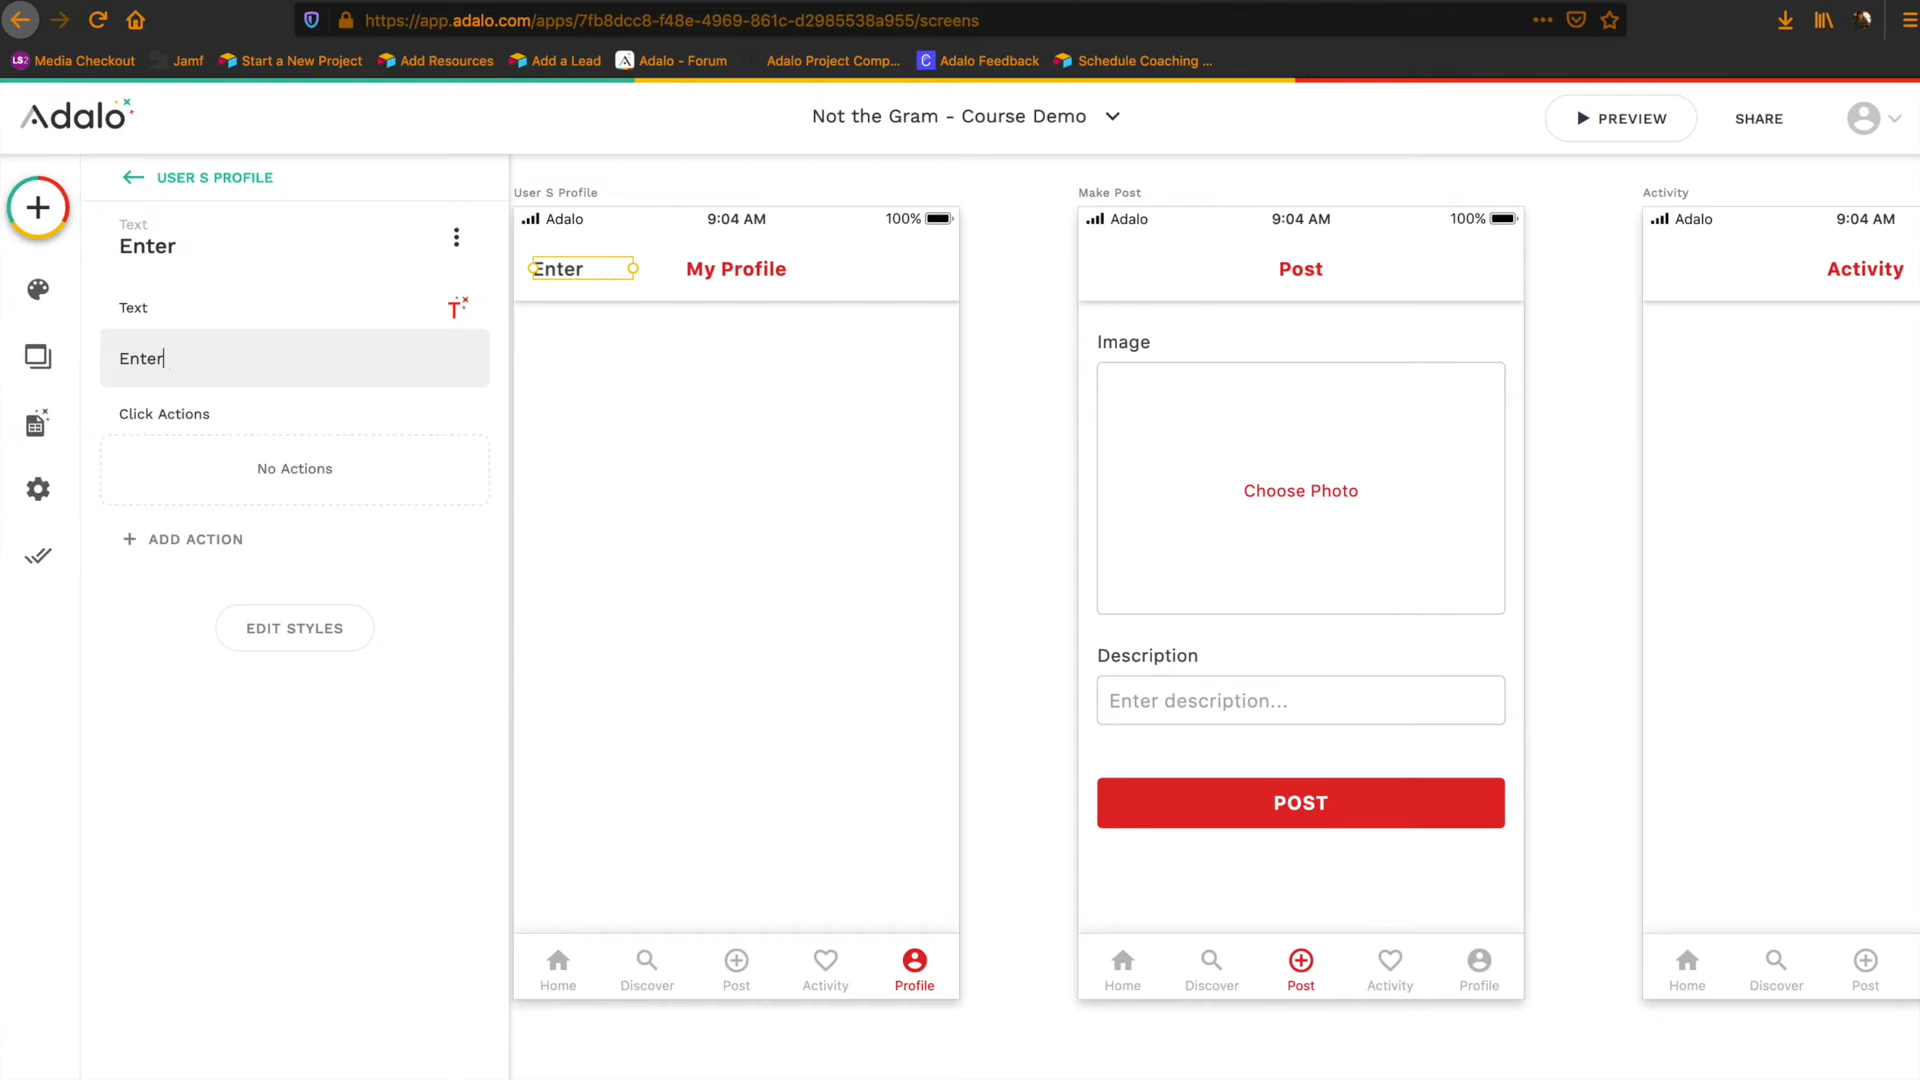 https://app.adalo.com/apps/7fb8dcc8-f48e-4969-861c-d2985538a955/screens
LS2 Media Checkout
Jamf
Start a New Project
Add Resources
Add a Lead
Adalo - Forum
Adalo Project Comp...
C Adalo Feedback
Schedule Coaching ...
Adalo
Not the Gram - Course Demo
PREVIEW
SHARE
USER S PROFILE
Text
Enter
Text
Enter
Click Actions
No Actions
ADD ACTION
EDIT STYLES
User S Profile
Adalo 9:04 AM 100%
Enter My Profile
Home Discover Post Activity Profile
Make Post
Adalo 9:04 AM 100%
Post
Image
Choose Photo
Description
Enter description...
POST
Home Discover Post Activity Profile
Activity
Adalo 9:04 AM
Activity
Home Discover Post